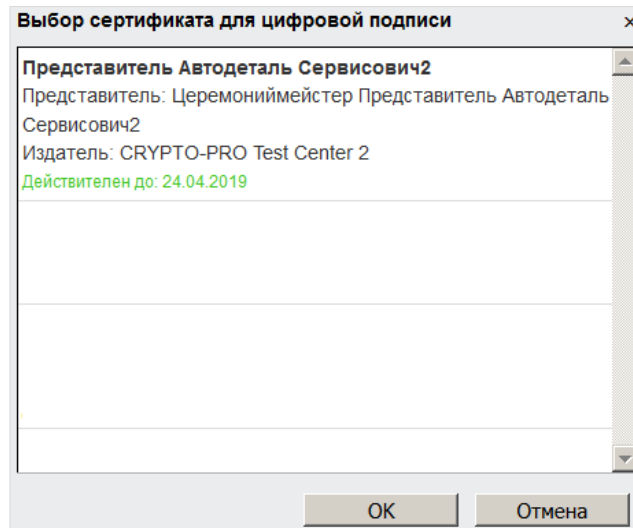 Выбор сертификата для цифровой подписи
Представитель Автодеталь Сервисович2
Представитель: Церемониймейстер Представитель Автодеталь
Сервисович2
Издатель: CRYPTO-PRO Test Center 2
Действителен до: 24.04.2019
OK Отмена